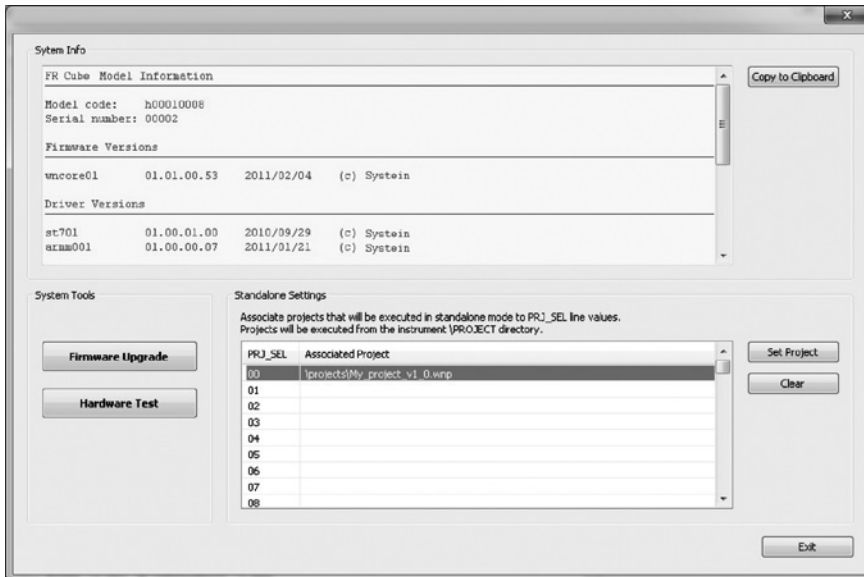 x
Sytem Info
FR Cube Model Information
Copy to Clipboard
Model code: h00010008
Serial number: 00002
Firmware Versions
wncore01 01.01.00.53 2011/02/04 (c) Systein
Driver Versions
st701 01.00.01.00 2010/09/29 (c) Systein
armm001 01.00.00.07 2011/01/21 (c) Systein
System Tools
Firmware Upgrade
Hardware Test
Standalone Settings
Associate projects that will be executed in standalone mode to PRJ_SEL line values.
Projects will be executed from the instrument \PROJECT directory.
PRJ_SEL Associated Project
00 \projects\My_project_v1_0.wnp
01
02
03
04
05
06
07
08
Set Project
Clear
Exit